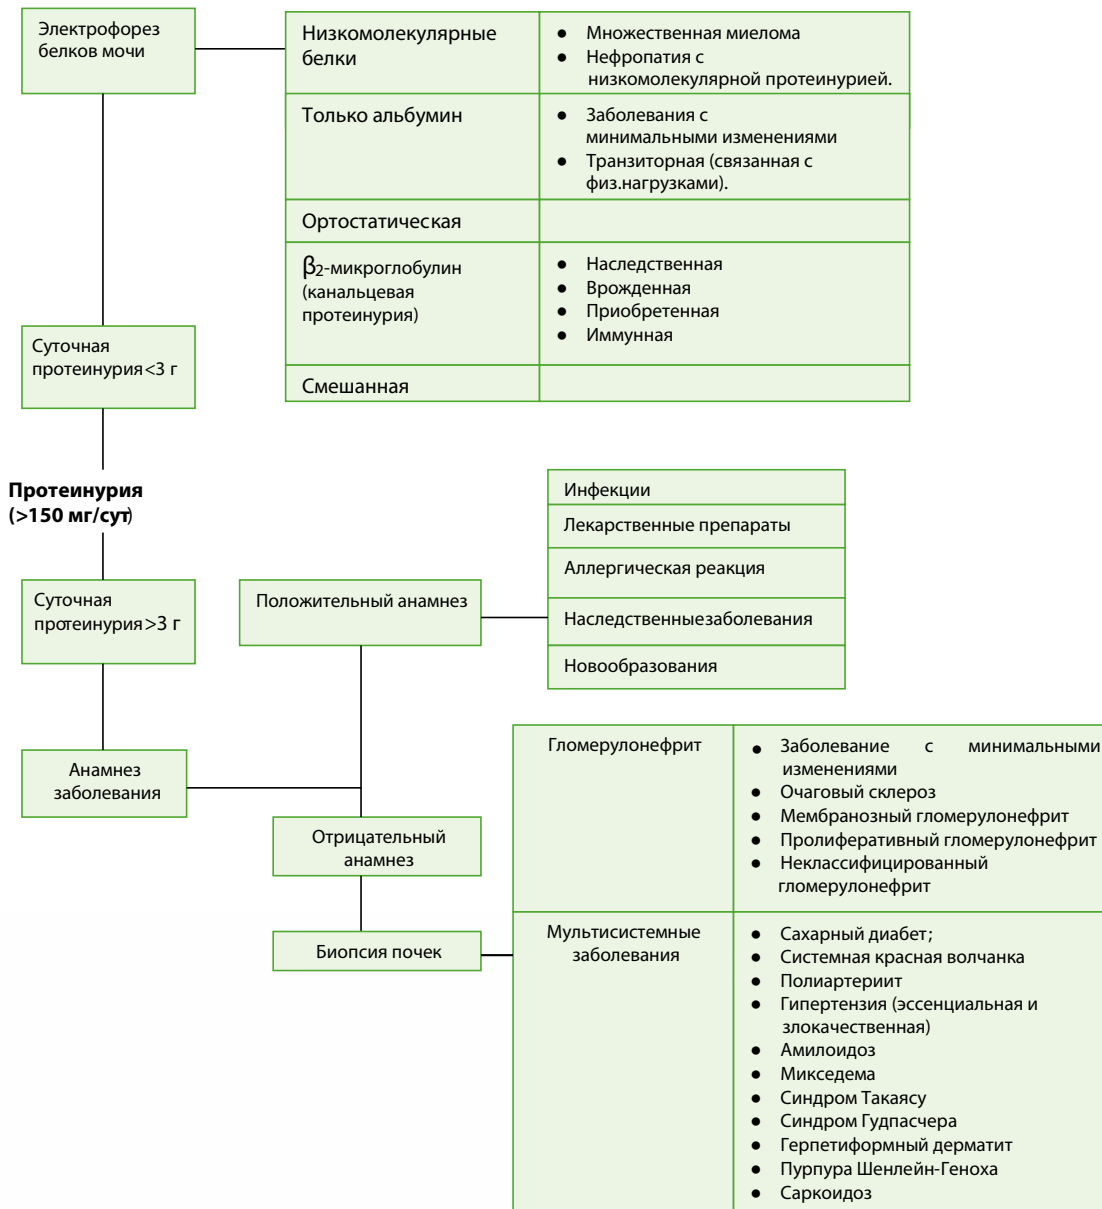 Электрофорез
белков мочи
Низкомолекулярные
белки
● Множественная миелома
● Нефропатия с
низкомолекулярной протеинурией.
Только альбумин
● Заболевания с
минимальными изменениями
● Транзиторная (связанная с
физ.нагрузками).
Ортостатическая
β2-микроглобулин
(канальцевая
протеинурия)
● Наследственная
● Врожденная
● Приобретенная
● Иммунная
Смешанная
Суточная
протеинурия<3 г
Протеинурия
(>150 мг/сут)
Суточная
протеинурия>3 г
Положительный анамнез
Инфекции
Лекарственные препараты
Аллергическая реакция
Наследственныезаболевания
Новообразования
Анамнез
заболевания
Отрицательный
анамнез
Биопсия почек
Гломерулонефрит
● Заболевание с минимальными
изменениями
● Очаговый склероз
● Мембранозный гломерулонефрит
● Пролиферативный гломерулонефрит
● Неклассифицированный
гломерулонефрит
Мультисистемные
заболевания
● Сахарный диабет;
● Системная красная волчанка
● Полиартериит
● Гипертензия (эссенциальная и
злокачественная)
● Амилоидоз
● Микседема
● Синдром Такаясу
● Синдром Гудпасчера
● Герпетиформный дерматит
● Пурпура Шенлейн-Геноха
● Саркоидоз